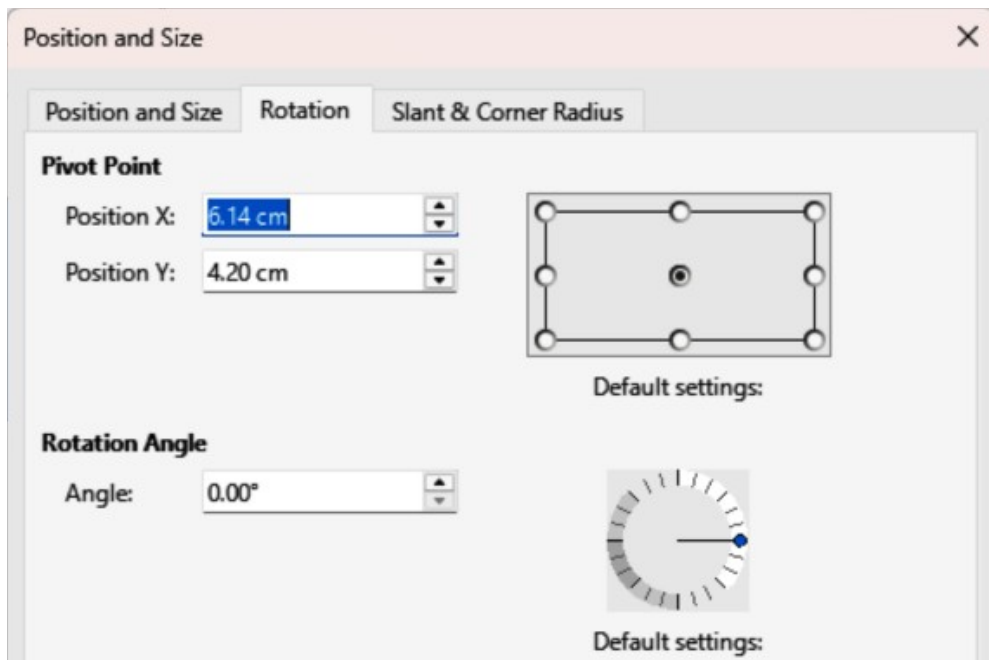 Position and Size
Position and Size Rotation Slant & Corner Radius
Pivot Point
Position X: 6.14 cm
Position Y: 4.20 cm
Default settings:
Rotation Angle
Angle: 0.00°
Default settings: